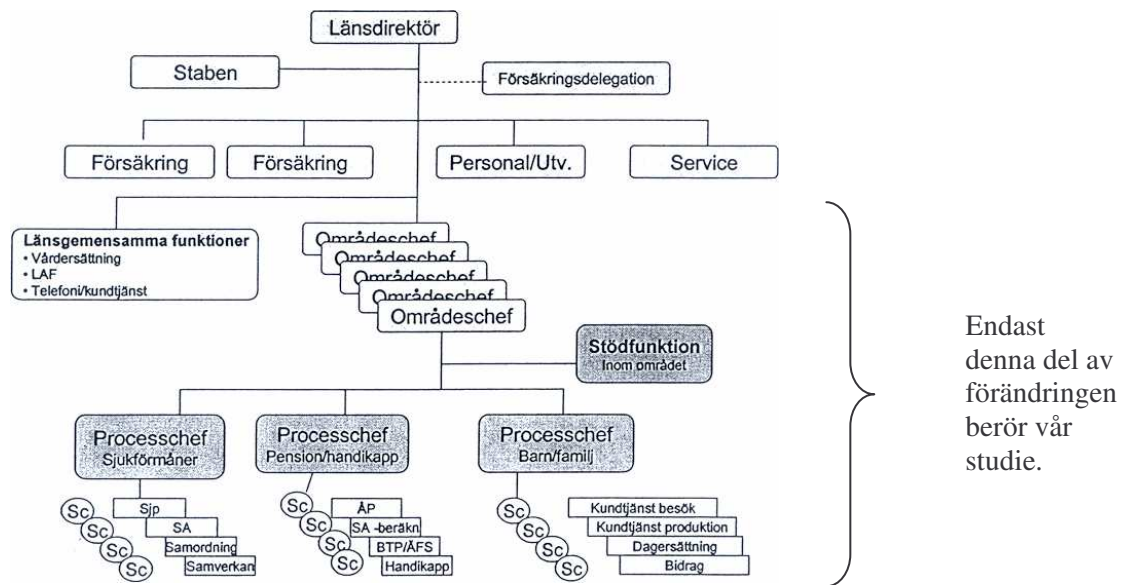 Länsdirektör
Staben
Försäkringsdelegation
Försäkring
Försäkring
Personal/Utv.
Service
Länsgemensamma funktioner
• Vårdersättning
• LAF
• Telefoni/kundtjänst
Områdeschef
Områdeschef
Områdeschef
Områdeschef
Områdeschef
Stödfunktion
Inom området
Processchef
Sjukförmåner
Processchef
Pension/handikapp
Processchef
Barn/familj
Sc
Sc
Sc
Sc
Sjp
SA
Samordning
Samverkan
Sc
Sc
Sc
Sc
ÅP
SA -beräkn.
BTP/ÄFS
Handikapp
Sc
Sc
Sc
Sc
Kundtjänst besök
Kundtjänst produktion
Dagersättning
Bidrag
Endast
denna del av
förändringen
berör vår
studie.